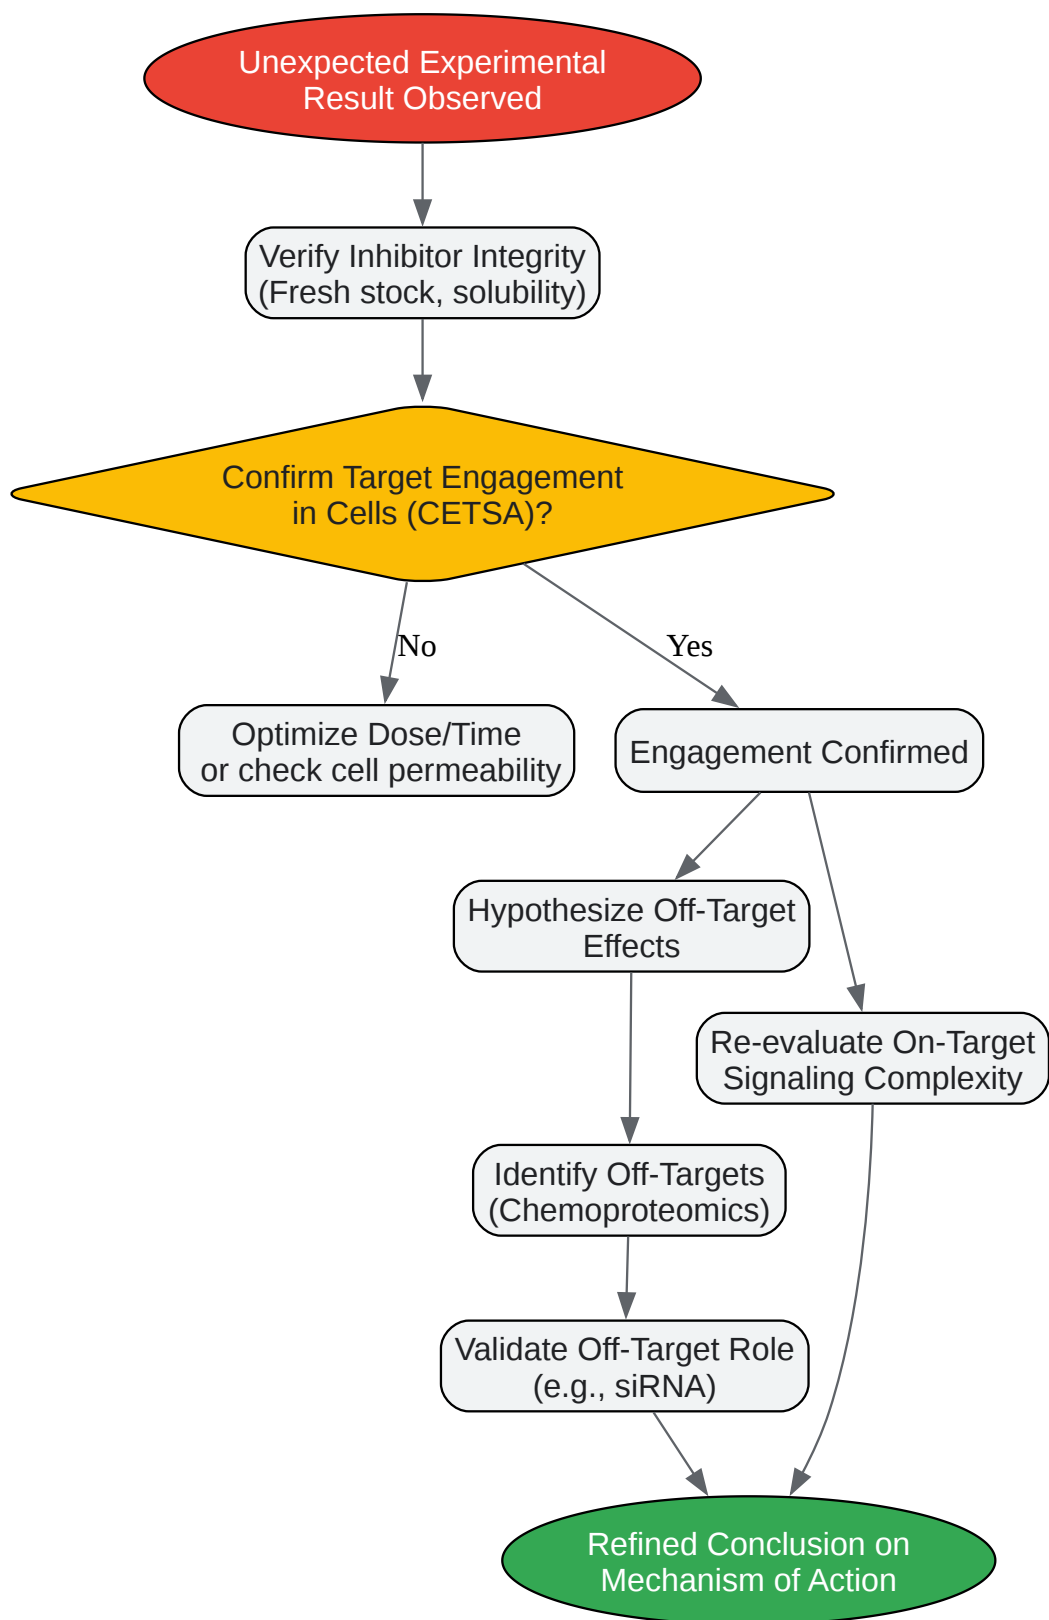 Unexpected Experimental
Result Observed
Verify Inhibitor Integrity
(Fresh stock, solubility)
Confirm Target Engagement
in Cells (CETSA)?
No
Yes
Optimize Dose/Time
or check cell permeability
Engagement Confirmed
Hypothesize Off-Target
Effects
Re-evaluate On-Target
Signaling Complexity
Identify Off-Targets
(Chemoproteomics)
Validate Off-Target Role
(e.g., siRNA)
Refined Conclusion on
Mechanism of Action